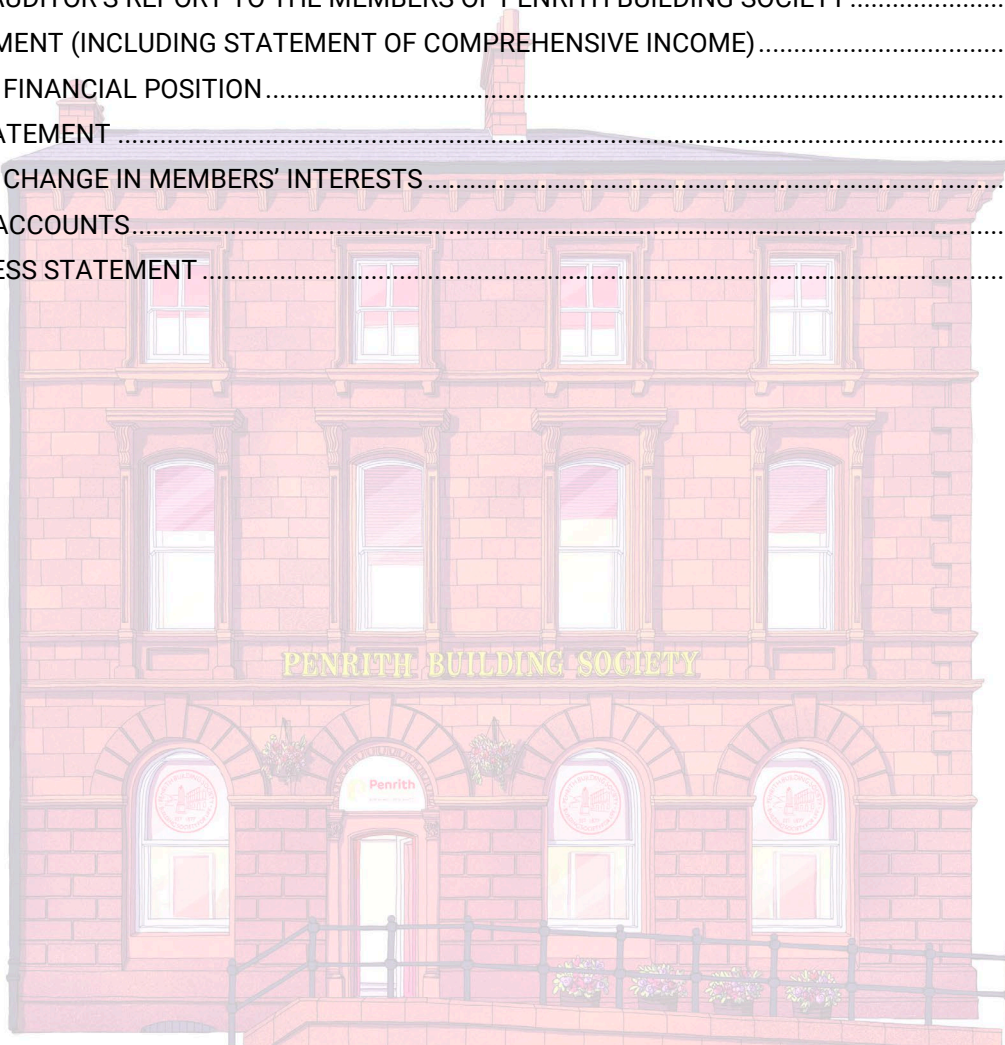 AUDITOR'S REPORT TO THE MEMBERS OF PENRITH BUILDING SOCIETY
MENT (INCLUDING STATEMENT OF COMPREHENSIVE INCOME)
FINANCIAL POSITION
ATEMENT
CHANGE IN MEMBERS' INTERESTS
ACCOUNTS
ESS STATEMENT
PENRITH BUILDING SOCIETY
Penrith